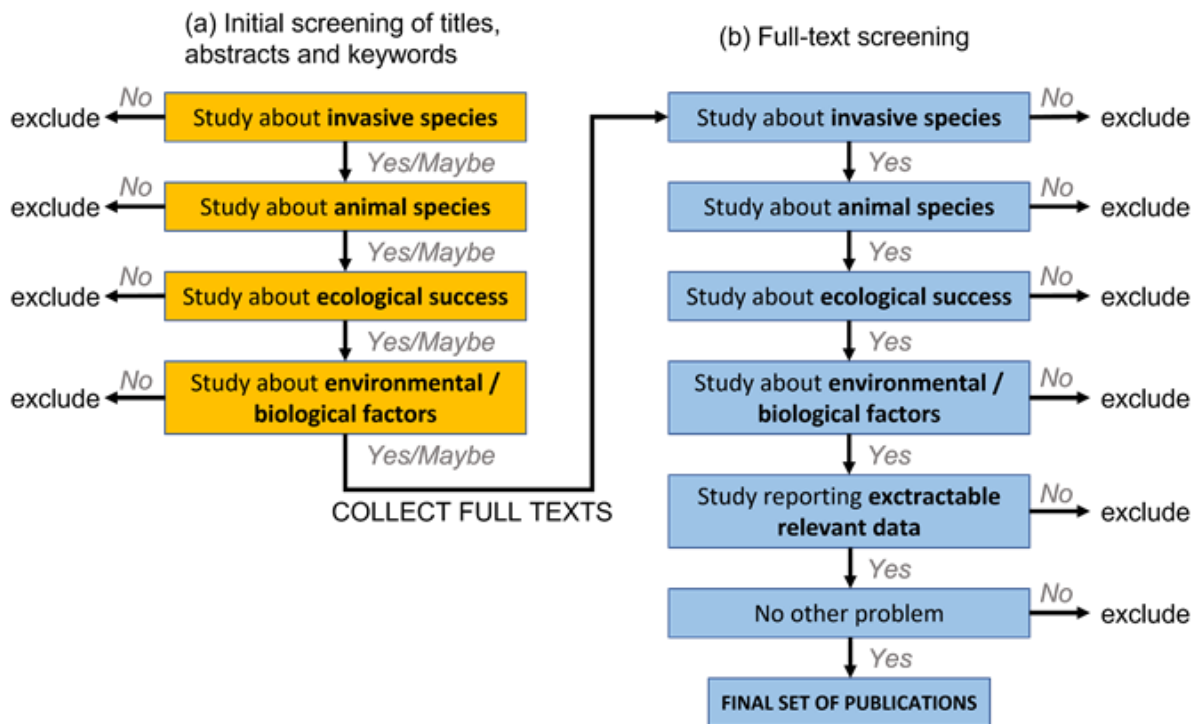 (a) Initial screening of titles,
abstracts and keywords
exclude
No
Study about invasive species
Yes/Maybe
exclude
No
Study about animal species
Yes/Maybe
exclude
No
Study about ecological success
Yes/Maybe
exclude
No
Study about environmental /
biological factors
Yes/Maybe
COLLECT FULL TEXTS
(b) Full-text screening
Study about invasive species
No
exclude
Yes
Study about animal species
No
exclude
Yes
Study about ecological success
No
exclude
Yes
Study about environmental /
biological factors
No
exclude
Yes
Study reporting exctractable
relevant data
No
exclude
Yes
No other problem
No
exclude
Yes
FINAL SET OF PUBLICATIONS